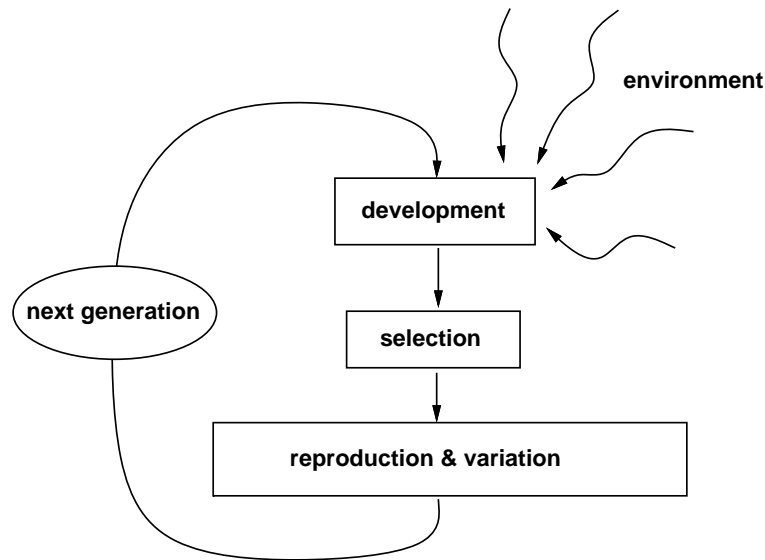 environment
development
next generation
selection
reproduction & variation